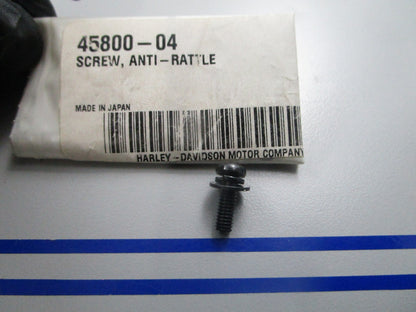 45800-04
SCREW, ANTI-RATTLE
MADE IN JAPAN
HARLEY-DAVIDSON MOTOR COMPANY